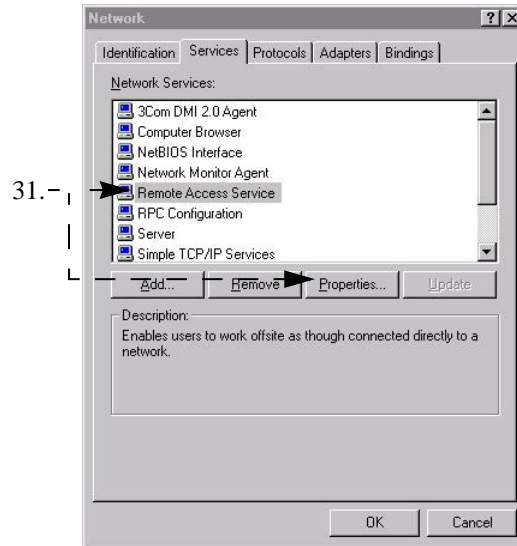 Network
? X
Identification Services Protocols Adapters Bindings
Network Services:
3Com DMI 2.0 Agent
Computer Browser
NetBIOS Interface
Network Monitor Agent
31. Remote Access Service
RPC Configuration
Server
Simple TCP/IP Services
Add... Remove Properties... Update
Description:
Enables users to work offsite as though connected directly to a
network.
OK Cancel